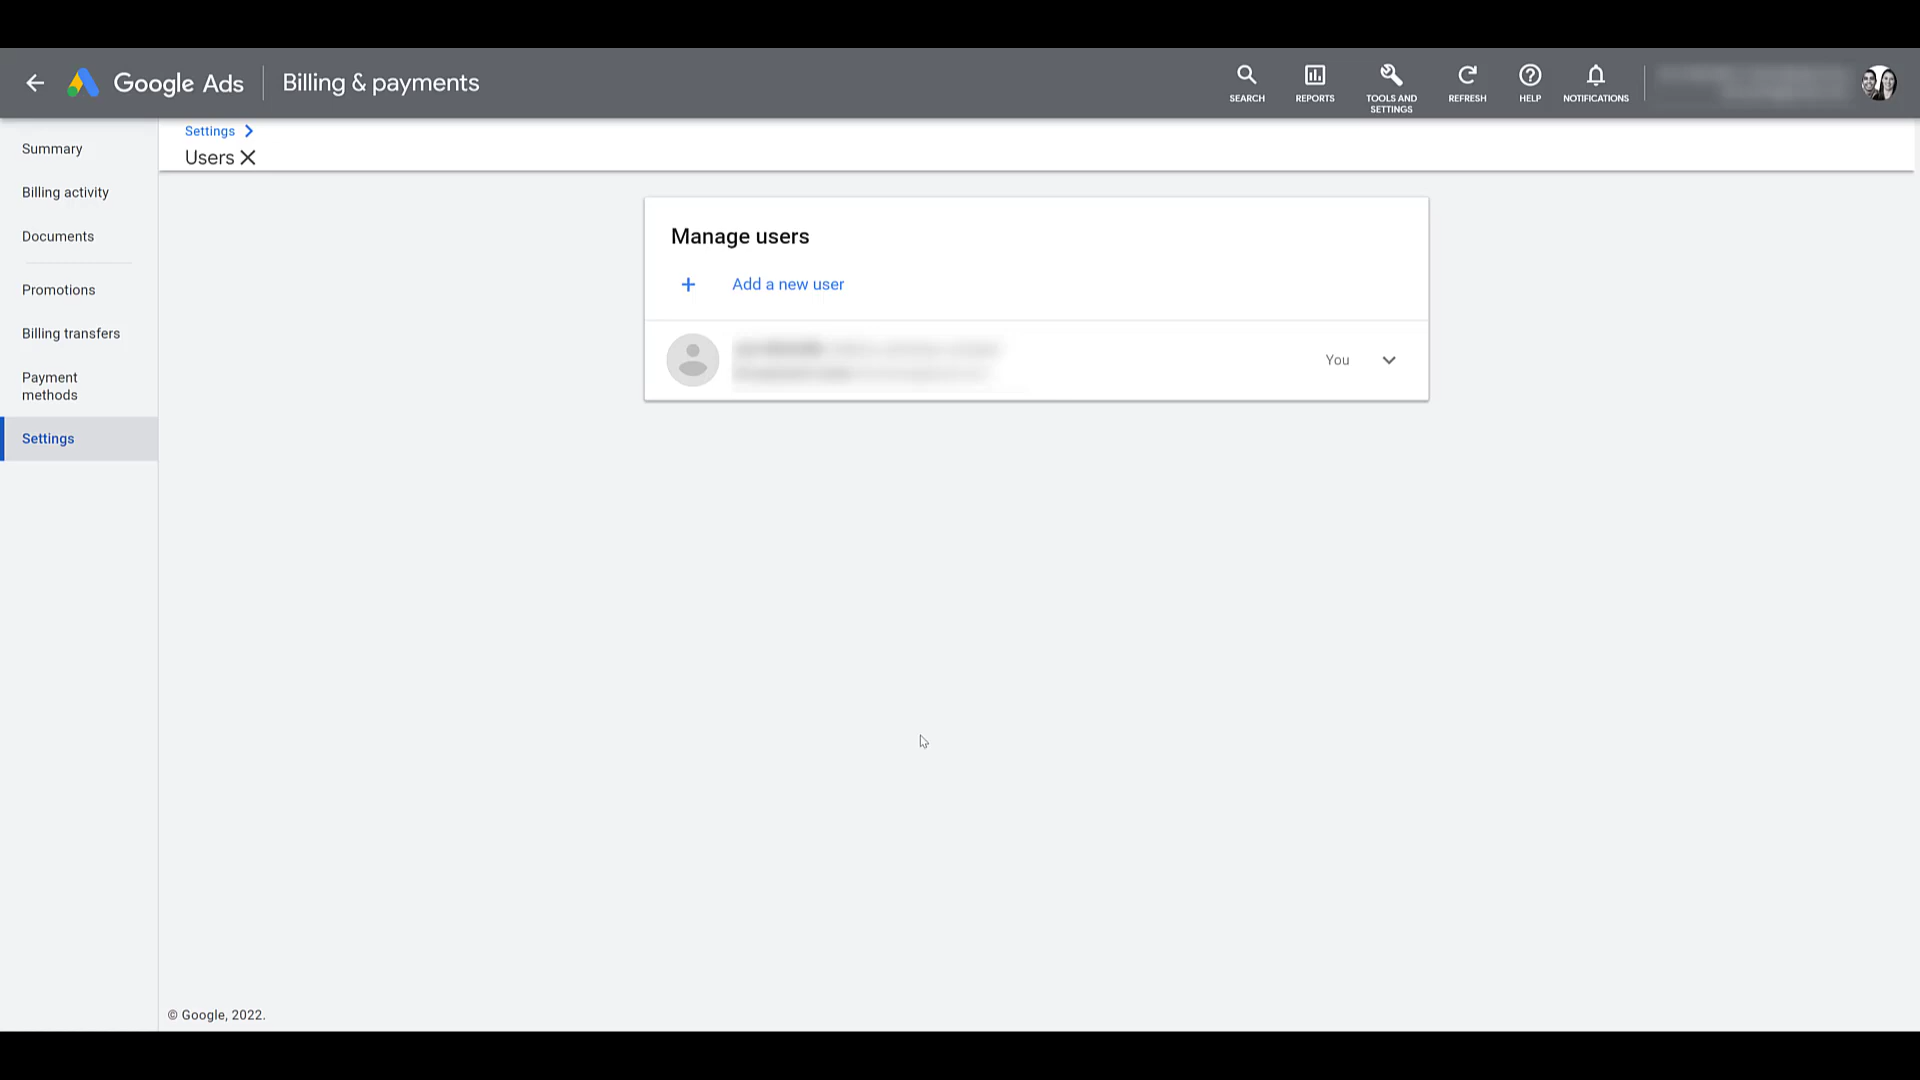 Google Ads
Billing & payments
SEARCH
REPORTS
TOOLS AND
SETTINGS
REFRESH
HELP
NOTIFICATIONS
Summary
Billing activity
Documents
Promotions
Billing transfers
Payment
methods
Settings
Settings
Users
Manage users
+ Add a new user
You
© Google, 2022.